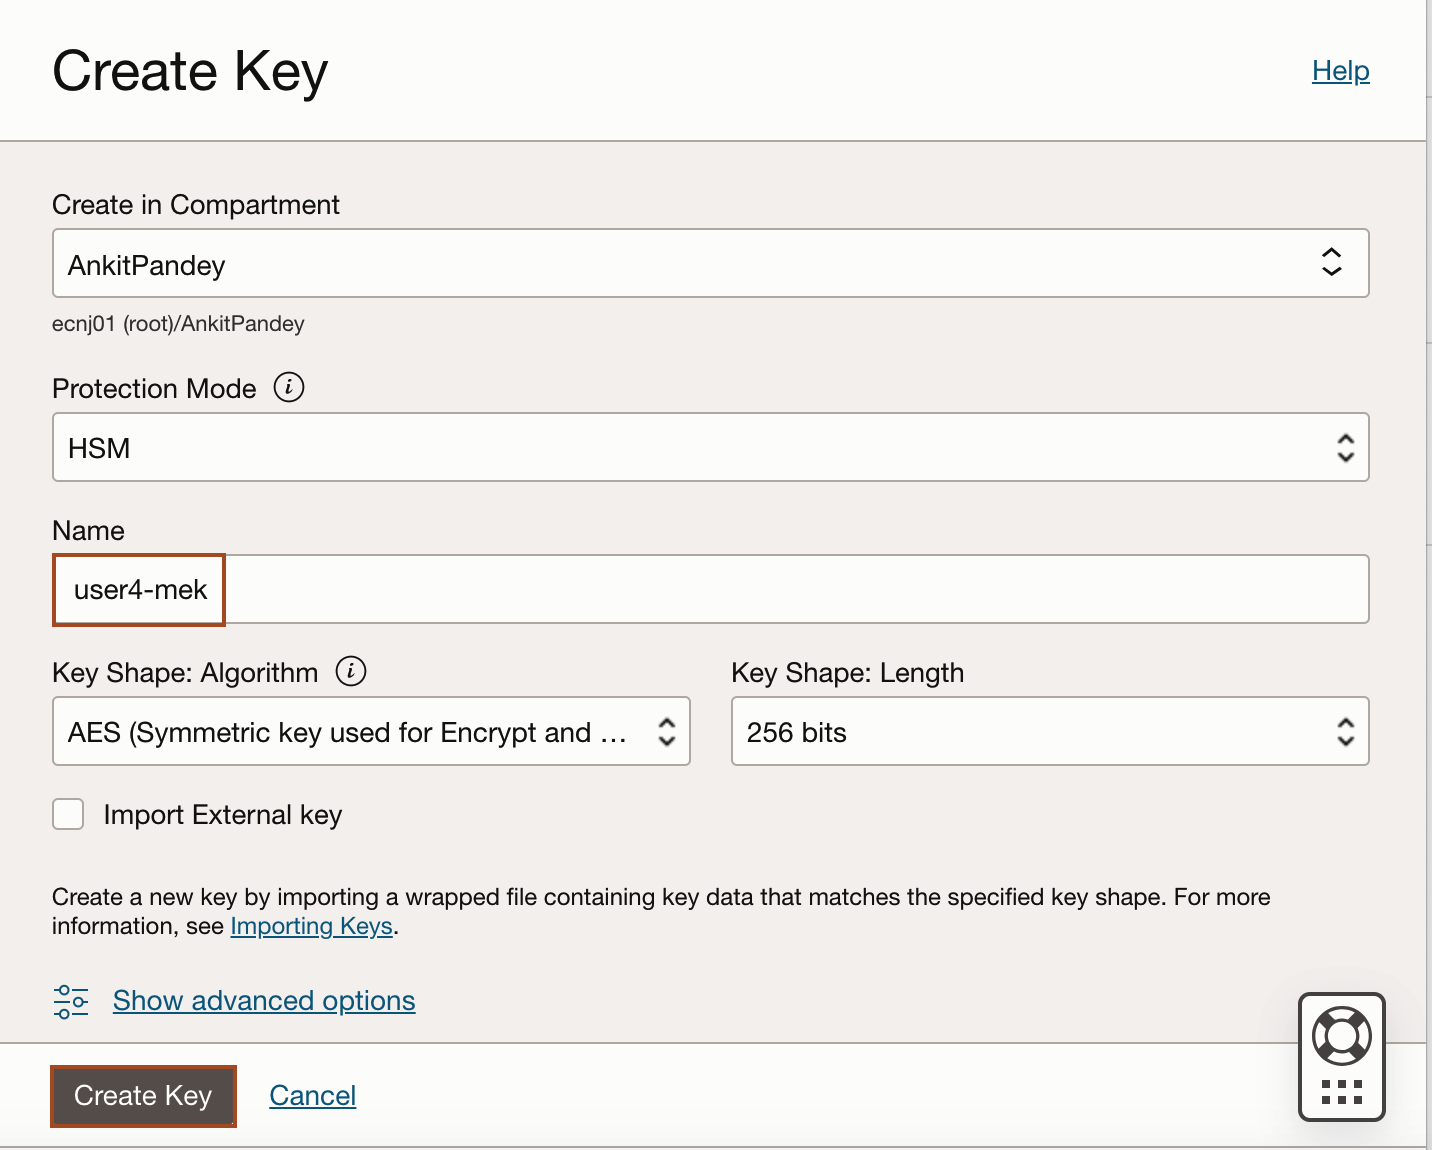 Create Key
Help
Create in Compartment
AnkitPandey
ecnj01 (root)/AnkitPandey
Protection Mode
HSM
Name
user4-mek
Key Shape: Algorithm
Key Shape: Length
AES (Symmetric key used for Encrypt and ...
256 bits
Import External key
Create a new key by importing a wrapped file containing key data that matches the specified key shape. For more
information, see Importing Keys.
Show advanced options
Create Key
Cancel